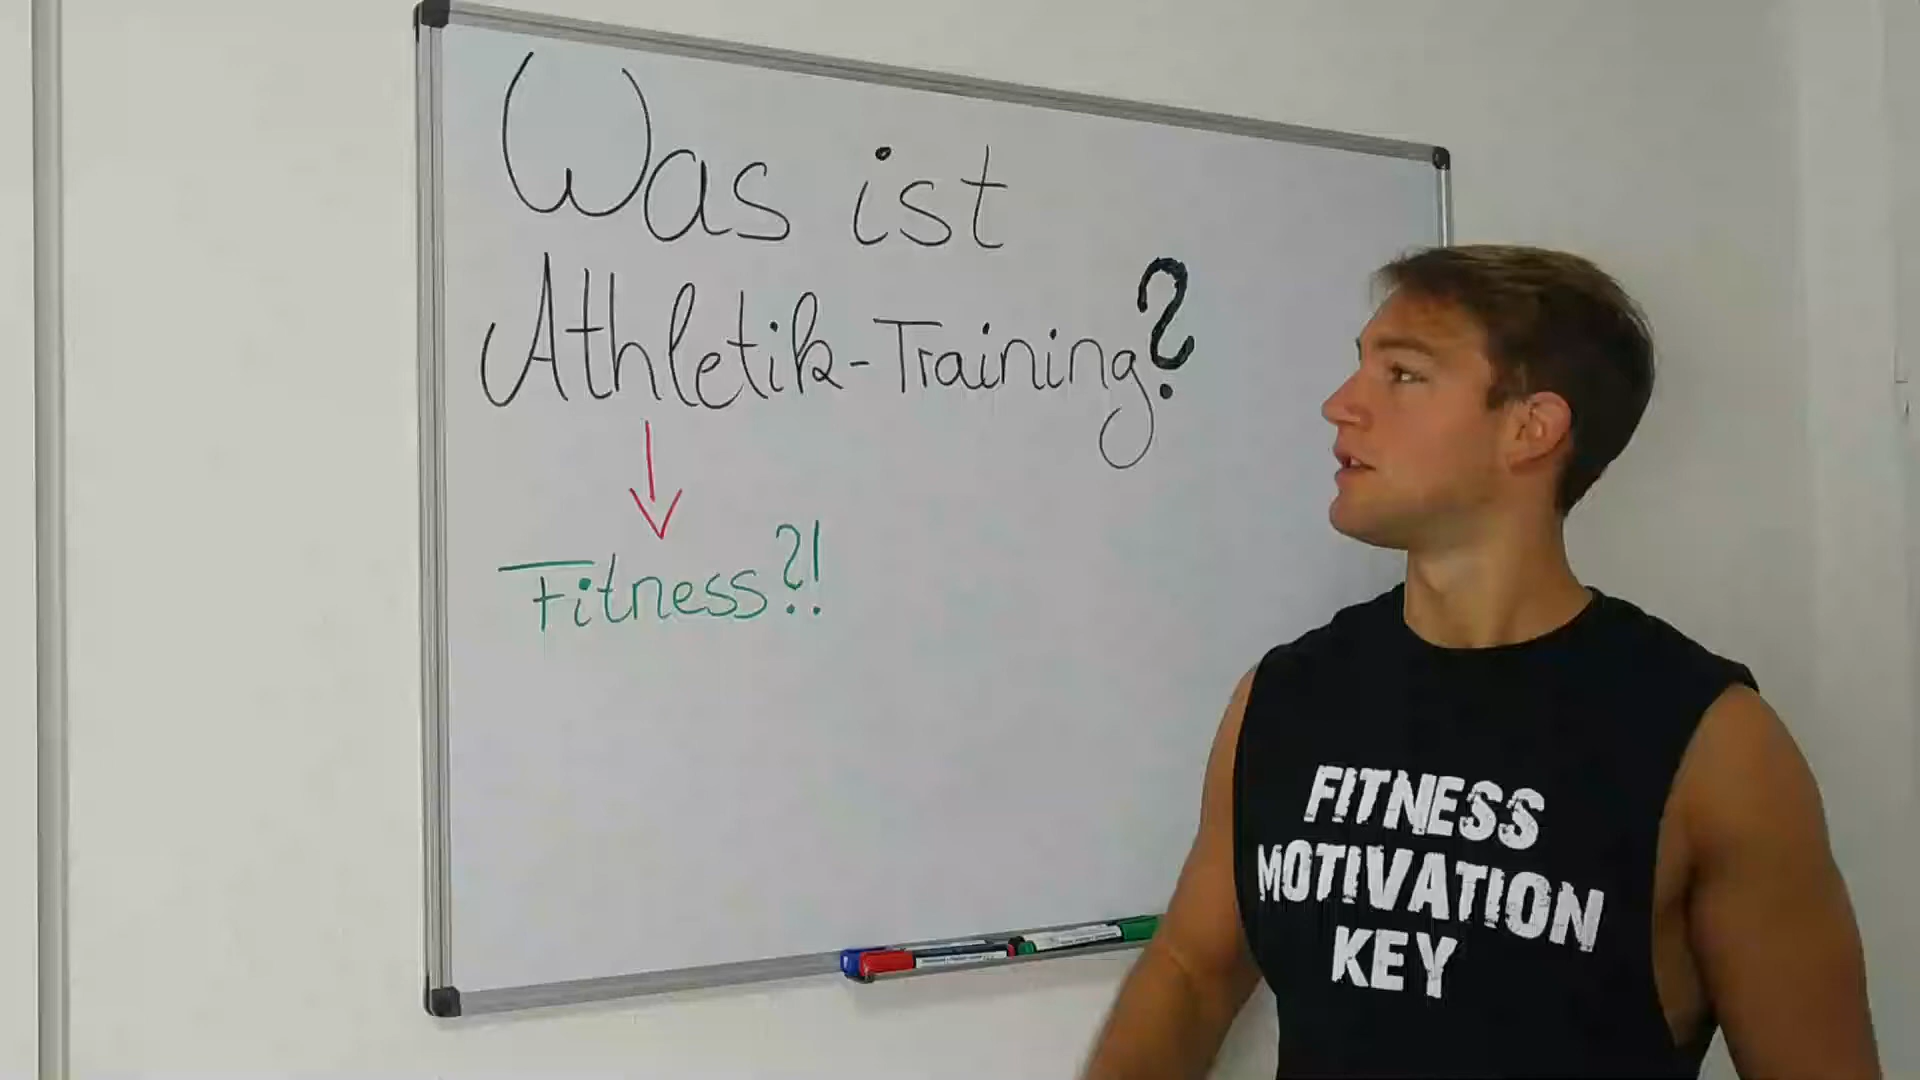 Was ist
Athletik-Training?
Fitness?!
FITNESS
MOTIVATION
KEY